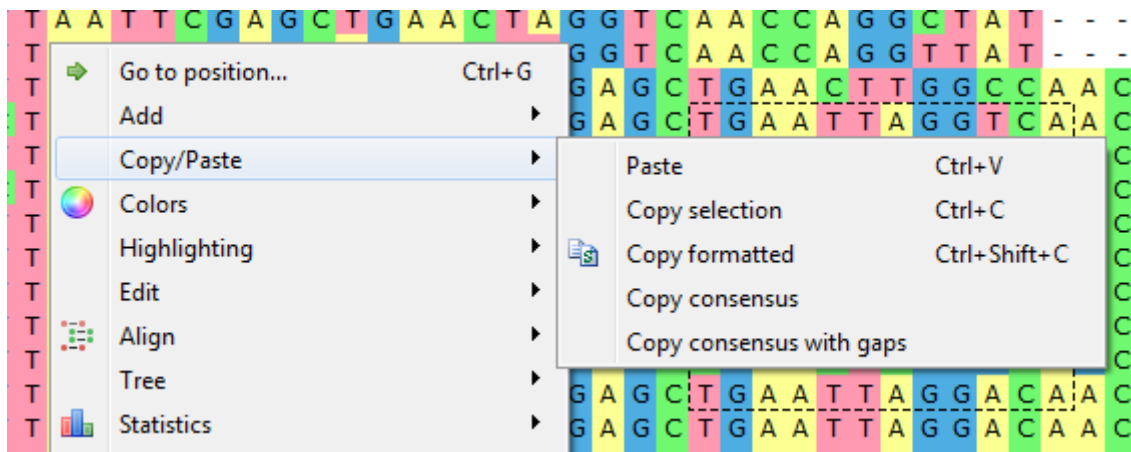 T A A T T C G A G C T G A A C T A G G T C A A C C A G G C T A T - - -
T G G T C A A C C A G G T T A T - - -
T Go to position... Ctrl+G G A G C T G A A C T T G G C C A A C
T Add G A G C T G A A T T A G G T C A A C
T Copy/Paste Paste Ctrl+V C
T Colors Copy selection Ctrl+C C
T C
T Highlighting Copy formatted Ctrl+Shift+C C
T Edit Copy consensus C
T Align Copy consensus with gaps C
T C
T Tree G A G C T G A A T T A G G A C A A C
T Statistics G A G C T G A A T T A G G A C A A C